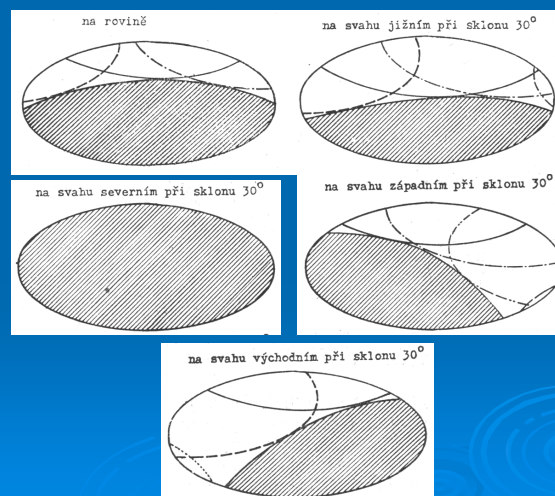 na rovině
na svahu jižním při sklonu 30°
na svahu severním při sklonu 30°
na svahu západním při sklonu 30°
na svahu východním při sklonu 30°